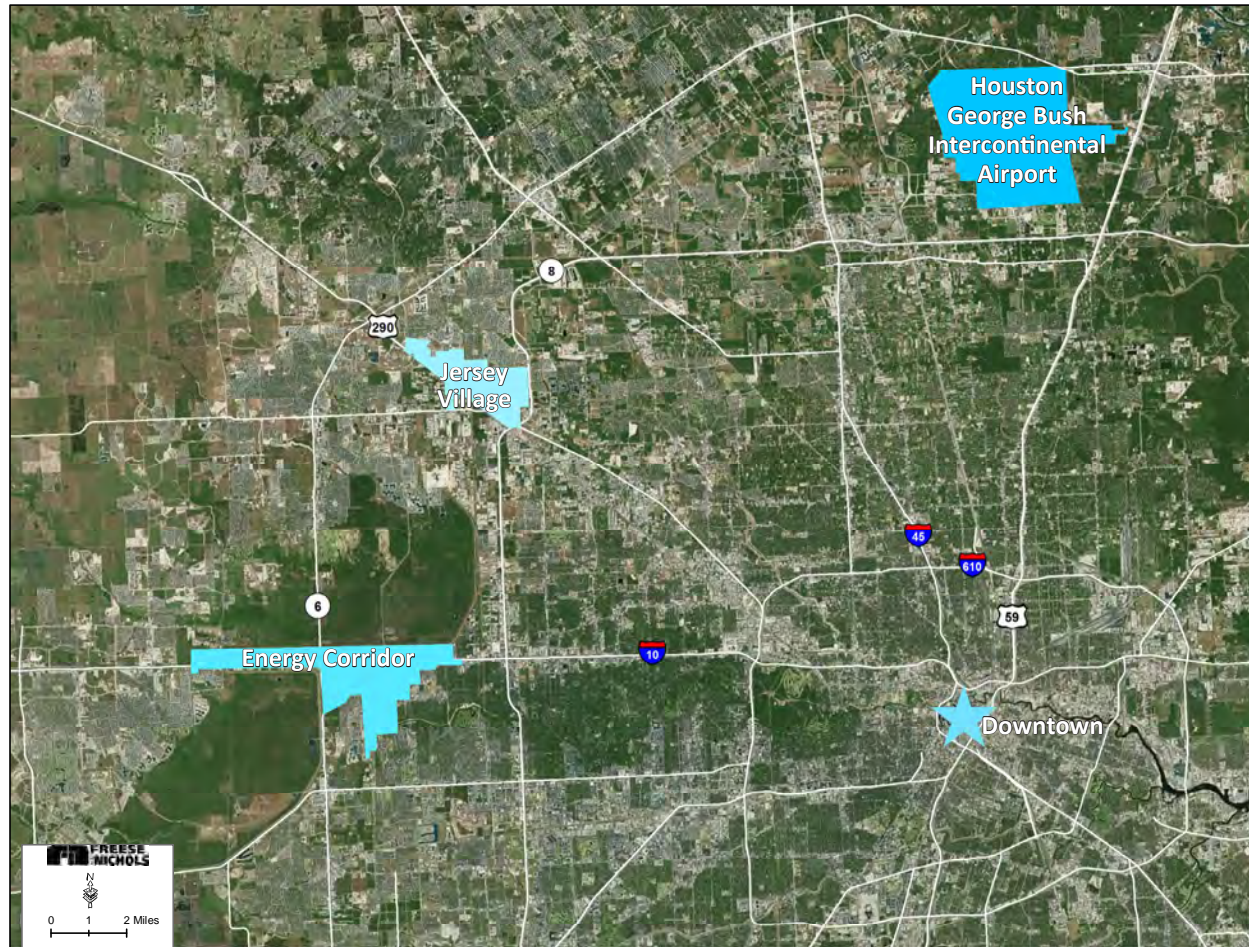 Houston
George Bush
Intercontinental
Airport
8
290
Jersey
Village
45
610
6
59
Energy Corridor
10
Downtown
FREESE
NICHOLS
N
0 1 2 Miles